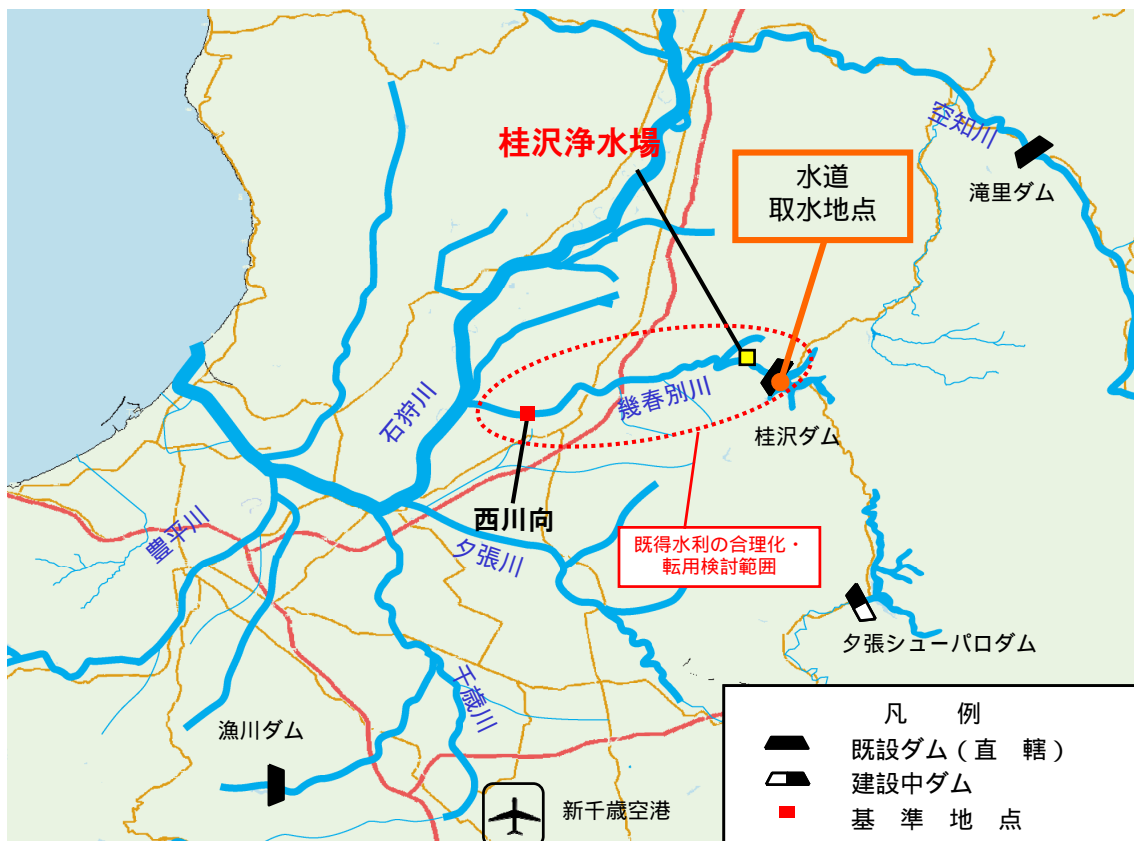 空知川
桂沢浄水場
水道
取水地点
滝里ダム
石狩川
幾春別川
桂沢ダム
西川向
豊平川
夕張川
既得水利の合理化・
転用検討範囲
夕張シューパロダム
千歳川
漁川ダム
新千歳空港
凡 例
既設ダム(直 轄)
建設中ダム
基 準 地 点